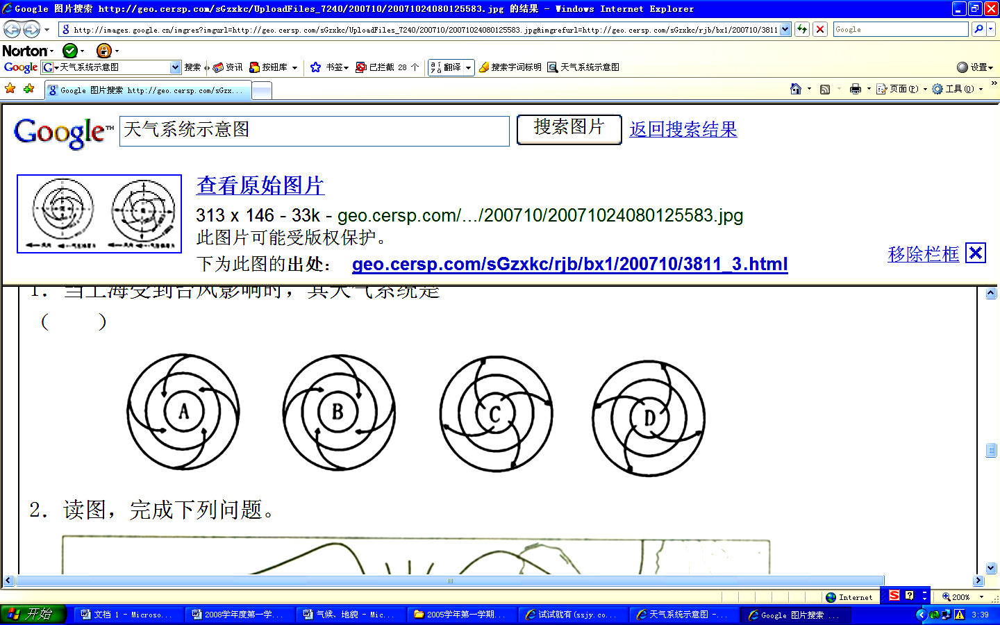 Google 图片搜索 http://geo.cersp.com/sGzxkc/UploadFiles_7240/200710/20071024080125583.jpg 的结果 - Windows Internet Explorer
http://images.google.cn/imgres?imgurl=http://geo.cersp.com/sGzxkc/UploadFiles_7240/200710/20071024080125583.jpg&imgrefurl=http://geo.cersp.com/sGzxkc/rjb/bx1/200710/3811
Google
Norton
Google 天气系统示意图 搜索 资讯 按钮库 书签 已拦截 28 个 翻译 搜索字词标明 天气系统示意图 设置
Google 图片搜索 http://geo.cersp.com/sGzx... 页面(P) 工具(O)
Google™ 天气系统示意图 搜索图片 返回搜索结果
查看原始图片
313 x 146 - 33k - geo.cersp.com/.../200710/20071024080125583.jpg
此图片可能受版权保护。
移除栏框
下为此图的出处： geo.cersp.com/sGzxkc/rjb/bx1/200710/3811_3.html
1．当上海受到台风影响时，其天气系统是
（ ）
A B C D
2．读图，完成下列问题。
Internet 200%
开始 文档 1 - Microso... 2008学年度第一学... 气候、地貌 - Mic... 2005学年第一学期... 试试就有(ssjy.co... 天气系统示意图 -... Google 图片搜索 ... 3:39